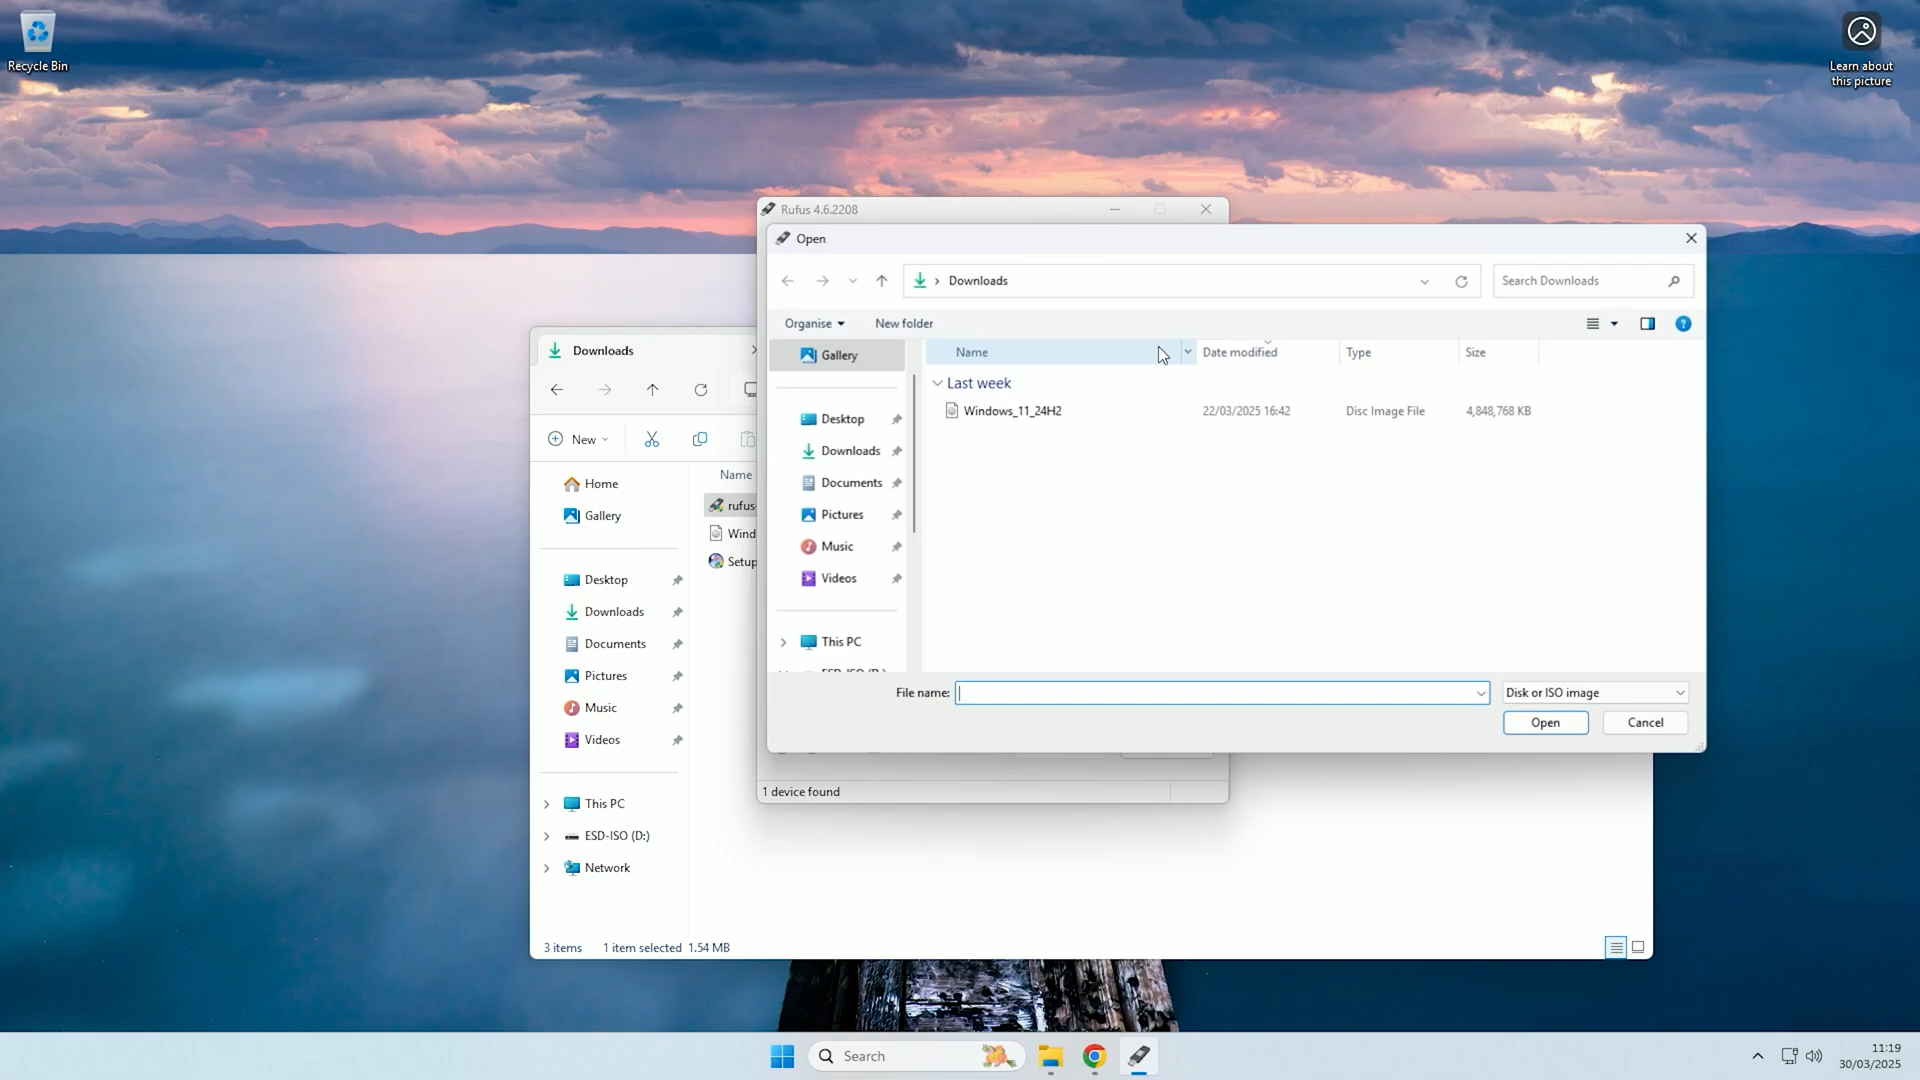 Recycle Bin
Learn about
this picture
Rufus 4.6.2208
Open
Downloads
Search Downloads
Organise
New folder
Gallery
Desktop
Downloads
Documents
Pictures
Music
Videos
This PC
Name
Date modified
Type
Size
Last week
Windows_11_24H2
22/03/2025 16:42
Disc Image File
4,848,768 KB
File name:
Disk or ISO image
Open
Cancel
1 device found
Downloads
New
Name
Home
Gallery
Desktop
Downloads
Documents
Pictures
Music
Videos
This PC
ESD-ISO (D:)
Network
rufus-
Wind
Setup
3 items
1 item selected
1.54 MB
Search
11:19
30/03/2025